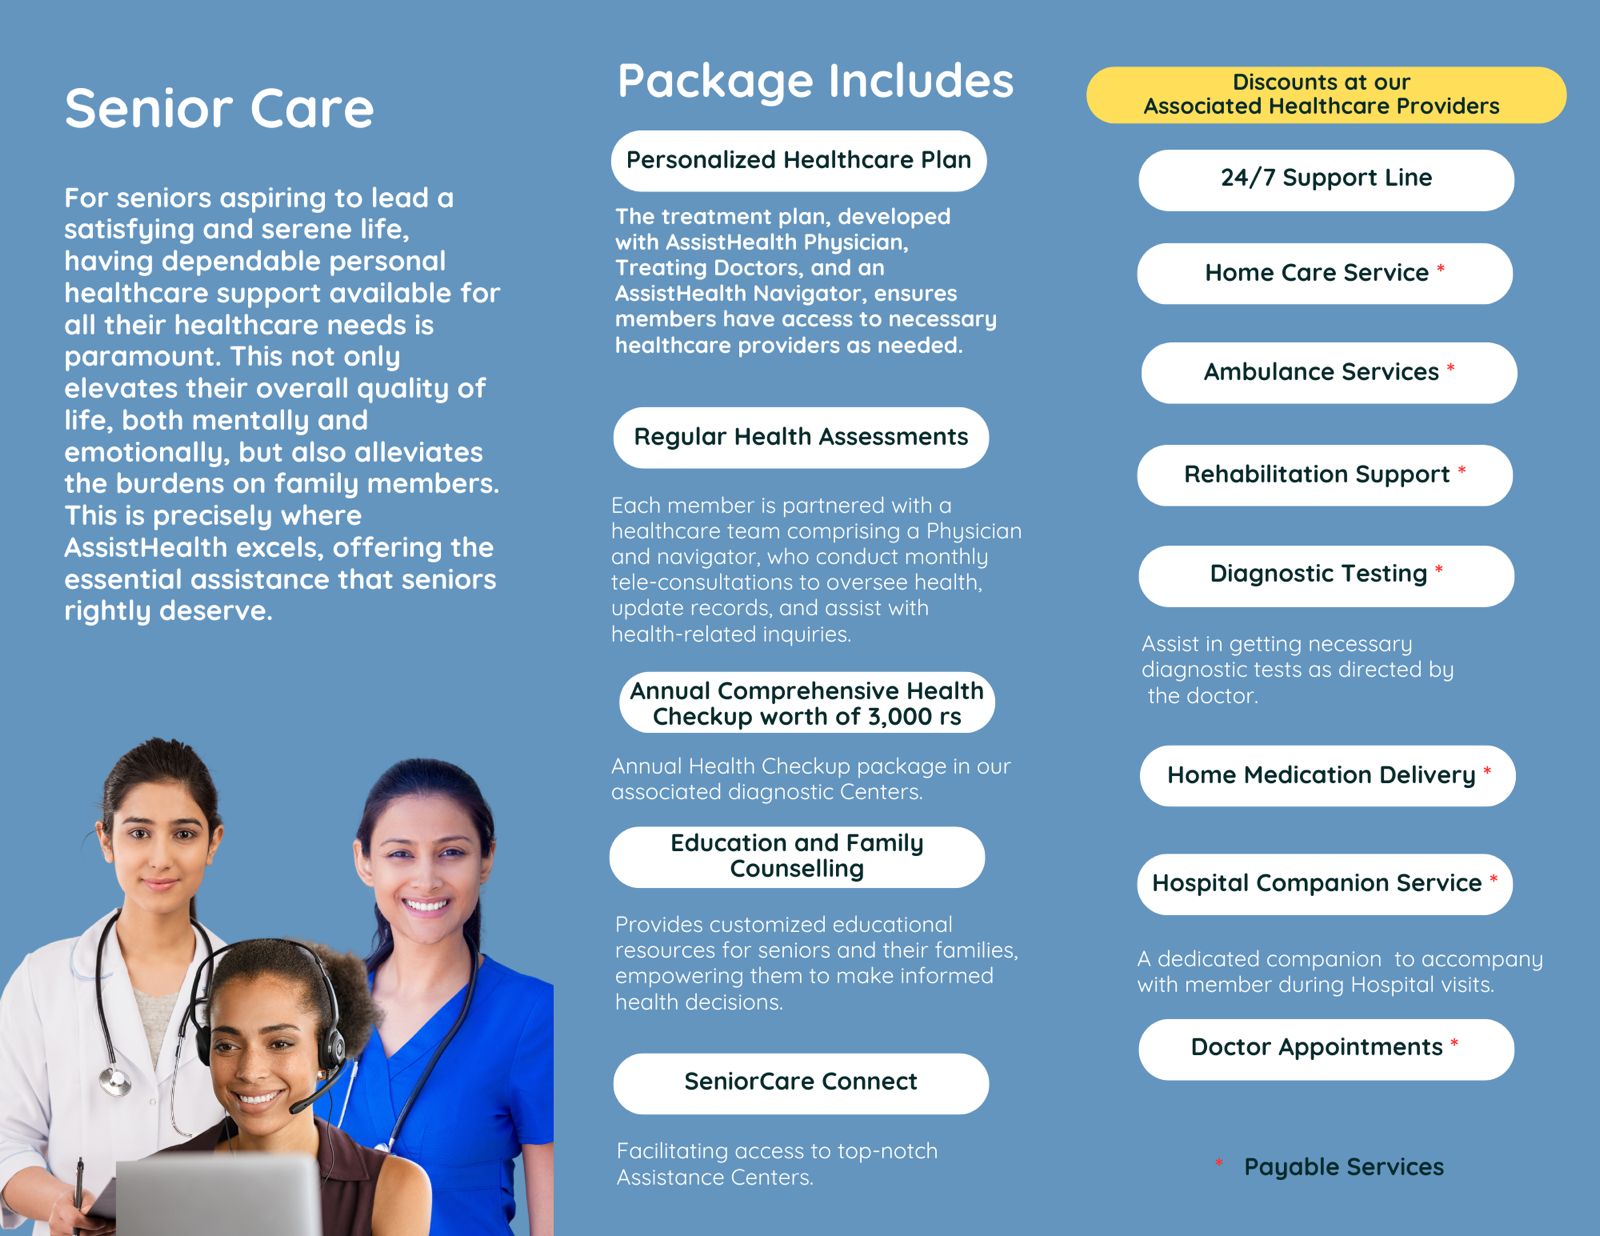 Senior Care
For seniors aspiring to lead a
satisfying and serene life,
having dependable personal
healthcare support available for
all their healthcare needs is
paramount. This not only
elevates their overall quality of
life, both mentally and
emotionally, but also alleviates
the burdens on family members.
This is precisely where
AssistHealth excels, offering the
essential assistance that seniors
rightly deserve.
Package Includes
Personalized Healthcare Plan
The treatment plan, developed
with AssistHealth Physician,
Treating Doctors, and an
AssistHealth Navigator, ensures
members have access to necessary
healthcare providers as needed.
Regular Health Assessments
Each member is partnered with a
healthcare team comprising a Physician
and navigator, who conduct monthly
tele-consultations to oversee health,
update records, and assist with
health-related inquiries.
Annual Comprehensive Health
Checkup worth of 3,000 rs
Annual Health Checkup package in our
associated diagnostic Centers.
Education and Family
Counselling
Provides customized educational
resources for seniors and their families,
empowering them to make informed
health decisions.
SeniorCare Connect
Facilitating access to top-notch
Assistance Centers.
Discounts at our
Associated Healthcare Providers
24/7 Support Line
Home Care Service *
Ambulance Services *
Rehabilitation Support *
Diagnostic Testing *
Assist in getting necessary
diagnostic tests as directed by
the doctor.
Home Medication Delivery *
Hospital Companion Service *
A dedicated companion to accompany
with member during Hospital visits.
Doctor Appointments *
* Payable Services